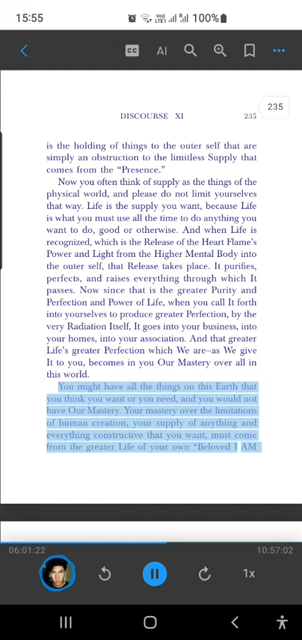 15:55
100%
CC
AI
235
DISCOURSE XI 235
is the holding of things to the outer self that are
simply an obstruction to the limitless Supply that
comes from the “Presence.”
Now you often think of supply as the things of the
physical world, and please do not limit yourselves
that way. Life is the supply you want, because Life
is what you must use all the time to do anything you
want to do, good or otherwise. And when Life is
recognized, which is the Release of the Heart Flame’s
Power and Light from the Higher Mental Body into
the outer self, that Release takes place. It purifies,
perfects, and raises everything through which It
passes. Now since that is the greater Purity and
Perfection and Power of Life, when you call It forth
into yourselves to produce greater Perfection, by the
very Radiation Itself, It goes into your business, into
your homes, into your association. And that greater
Life’s greater Perfection which We are—as We give
It to you, becomes in you Our Mastery over all in
this world.
You might have all the things on this Earth that
you think you want or you need, and you would not
have Our Mastery. Your mastery over the limitations
of human creation, your supply of anything and
everything constructive that you want, must come
from the greater Life of your own “Beloved I AM
06:01:22 10:57:02
1x